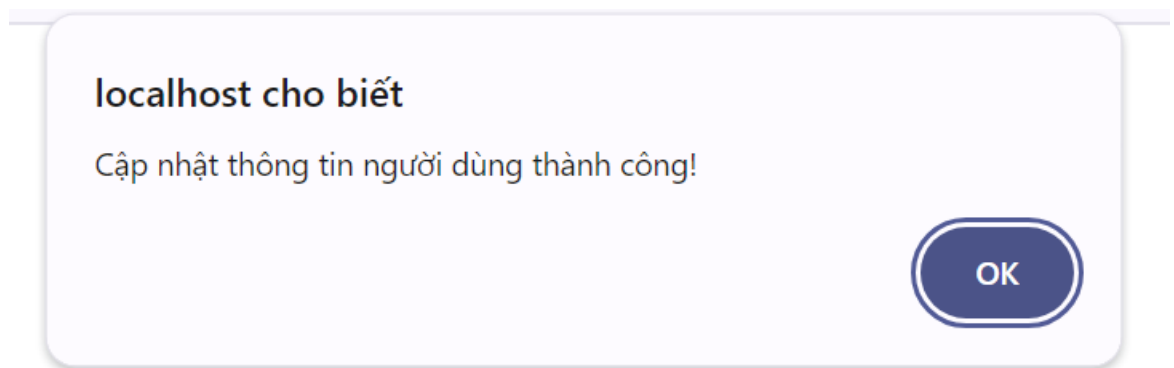 localhost cho biết
Cập nhật thông tin người dùng thành công!
OK